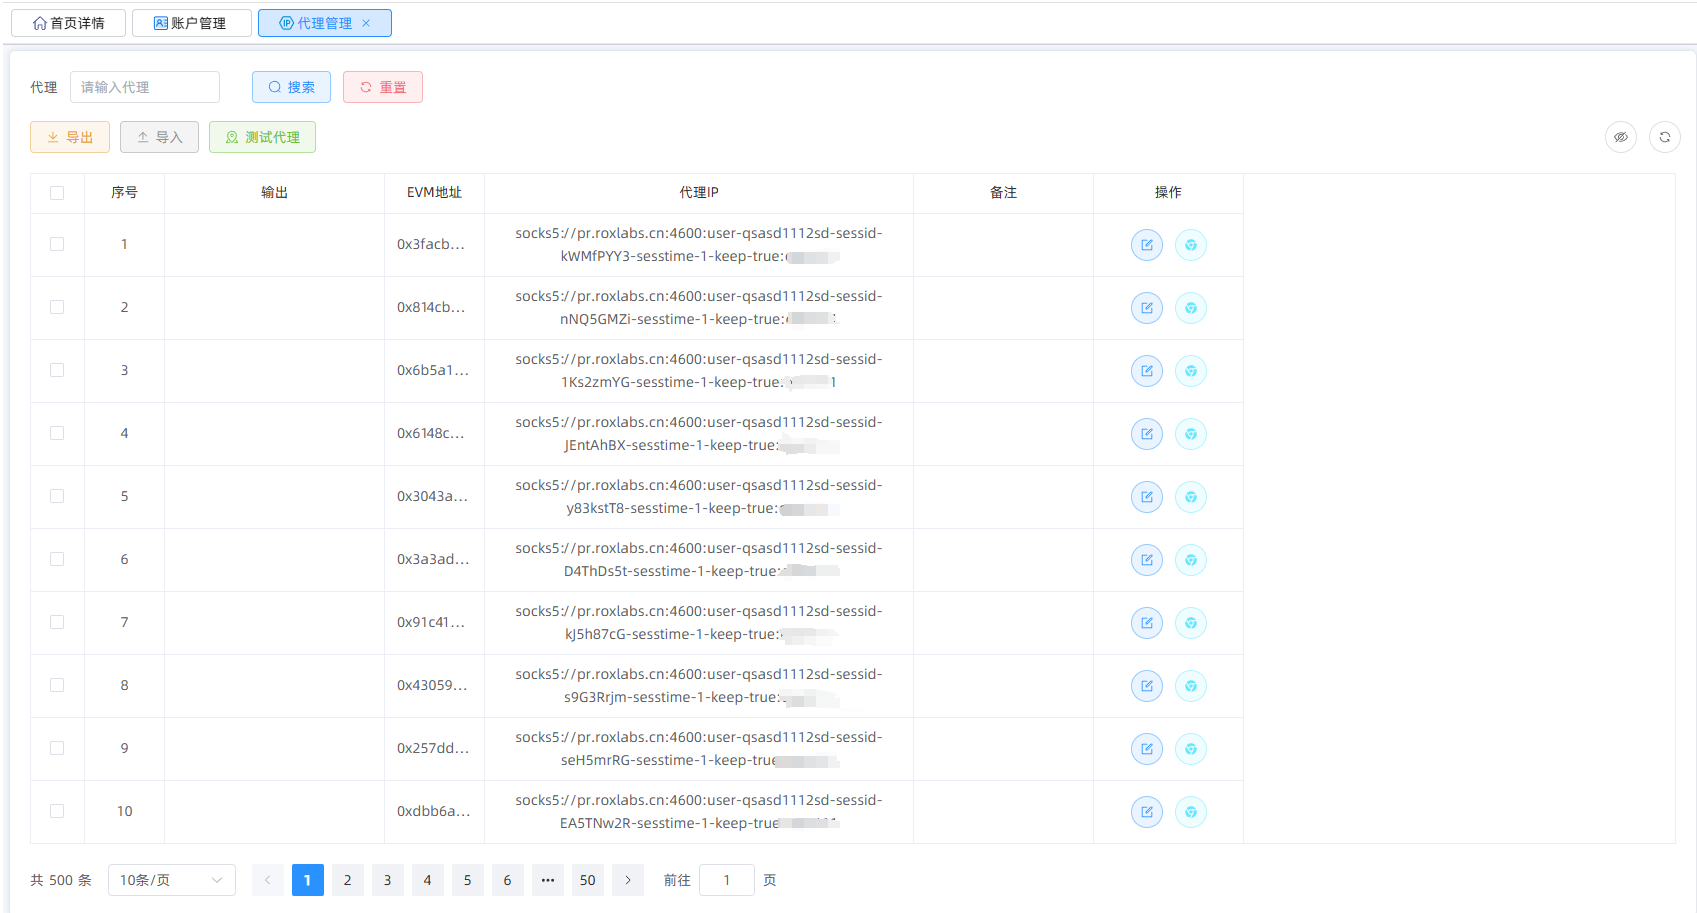 首页详情 账户管理 代理管理
代理 请输入代理 搜索 重置
导出 导入 测试代理
序号 输出 EVM地址 代理IP 备注 操作
1 0x3facb... socks5://pr.roxlabs.cn:4600:user-qsasd1112sd-sessid-
kWMfPYY3-sesstime-1-keep-true:
2 0x814cb... socks5://pr.roxlabs.cn:4600:user-qsasd1112sd-sessid-
nNQ5GMZi-sesstime-1-keep-true:
3 0x6b5a1... socks5://pr.roxlabs.cn:4600:user-qsasd1112sd-sessid-
1Ks2zmYG-sesstime-1-keep-true:
4 0x6148c... socks5://pr.roxlabs.cn:4600:user-qsasd1112sd-sessid-
JEntAhBX-sesstime-1-keep-true:
5 0x3043a... socks5://pr.roxlabs.cn:4600:user-qsasd1112sd-sessid-
y83kstT8-sesstime-1-keep-true:
6 0x3a3ad... socks5://pr.roxlabs.cn:4600:user-qsasd1112sd-sessid-
D4ThDs5t-sesstime-1-keep-true:
7 0x91c41... socks5://pr.roxlabs.cn:4600:user-qsasd1112sd-sessid-
kJ5h87cG-sesstime-1-keep-true:
8 0x43059... socks5://pr.roxlabs.cn:4600:user-qsasd1112sd-sessid-
s9G3Rrjm-sesstime-1-keep-true:
9 0x257dd... socks5://pr.roxlabs.cn:4600:user-qsasd1112sd-sessid-
seH5mrRG-sesstime-1-keep-true
10 0xdbb6a... socks5://pr.roxlabs.cn:4600:user-qsasd1112sd-sessid-
EA5TNw2R-sesstime-1-keep-true
共 500 条 10条/页 1 2 3 4 5 6 ... 50 前往 1 页